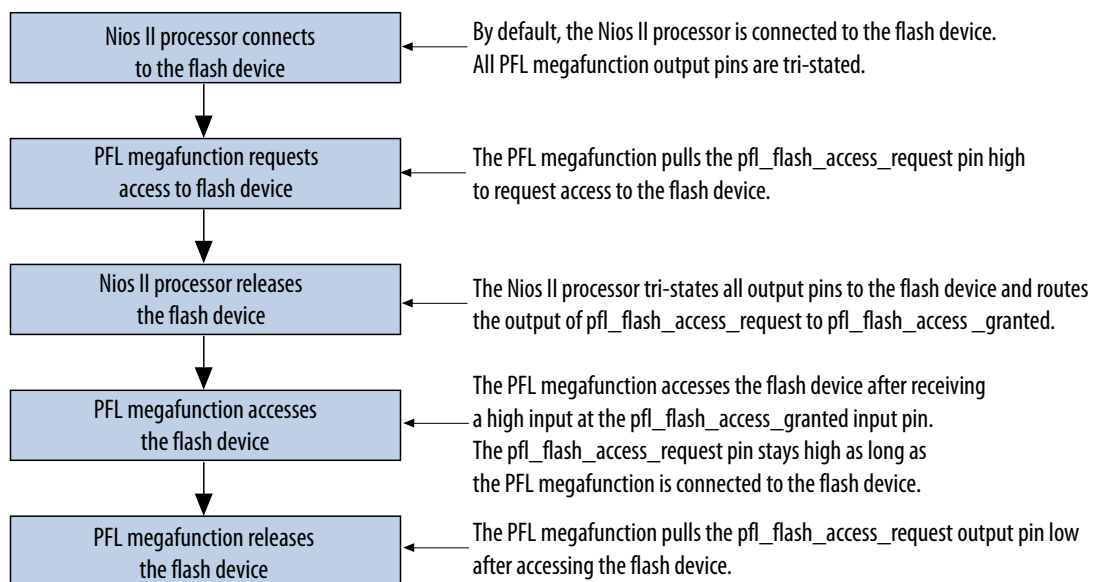 Nios II processor connects
to the flash device
By default, the Nios II processor is connected to the flash device.
All PFL megafunction output pins are tri-stated.
PFL megafunction requests
access to flash device
The PFL megafunction pulls the pfl_flash_access_request pin high
to request access to the flash device.
Nios II processor releases
the flash device
The Nios II processor tri-states all output pins to the flash device and routes
the output of pfl_flash_access_request to pfl_flash_access _granted.
PFL megafunction accesses
the flash device
The PFL megafunction accesses the flash device after receiving
a high input at the pfl_flash_access_granted input pin.
The pfl_flash_access_request pin stays high as long as
the PFL megafunction is connected to the flash device.
PFL megafunction releases
the flash device
The PFL megafunction pulls the pfl_flash_access_request output pin low
after accessing the flash device.